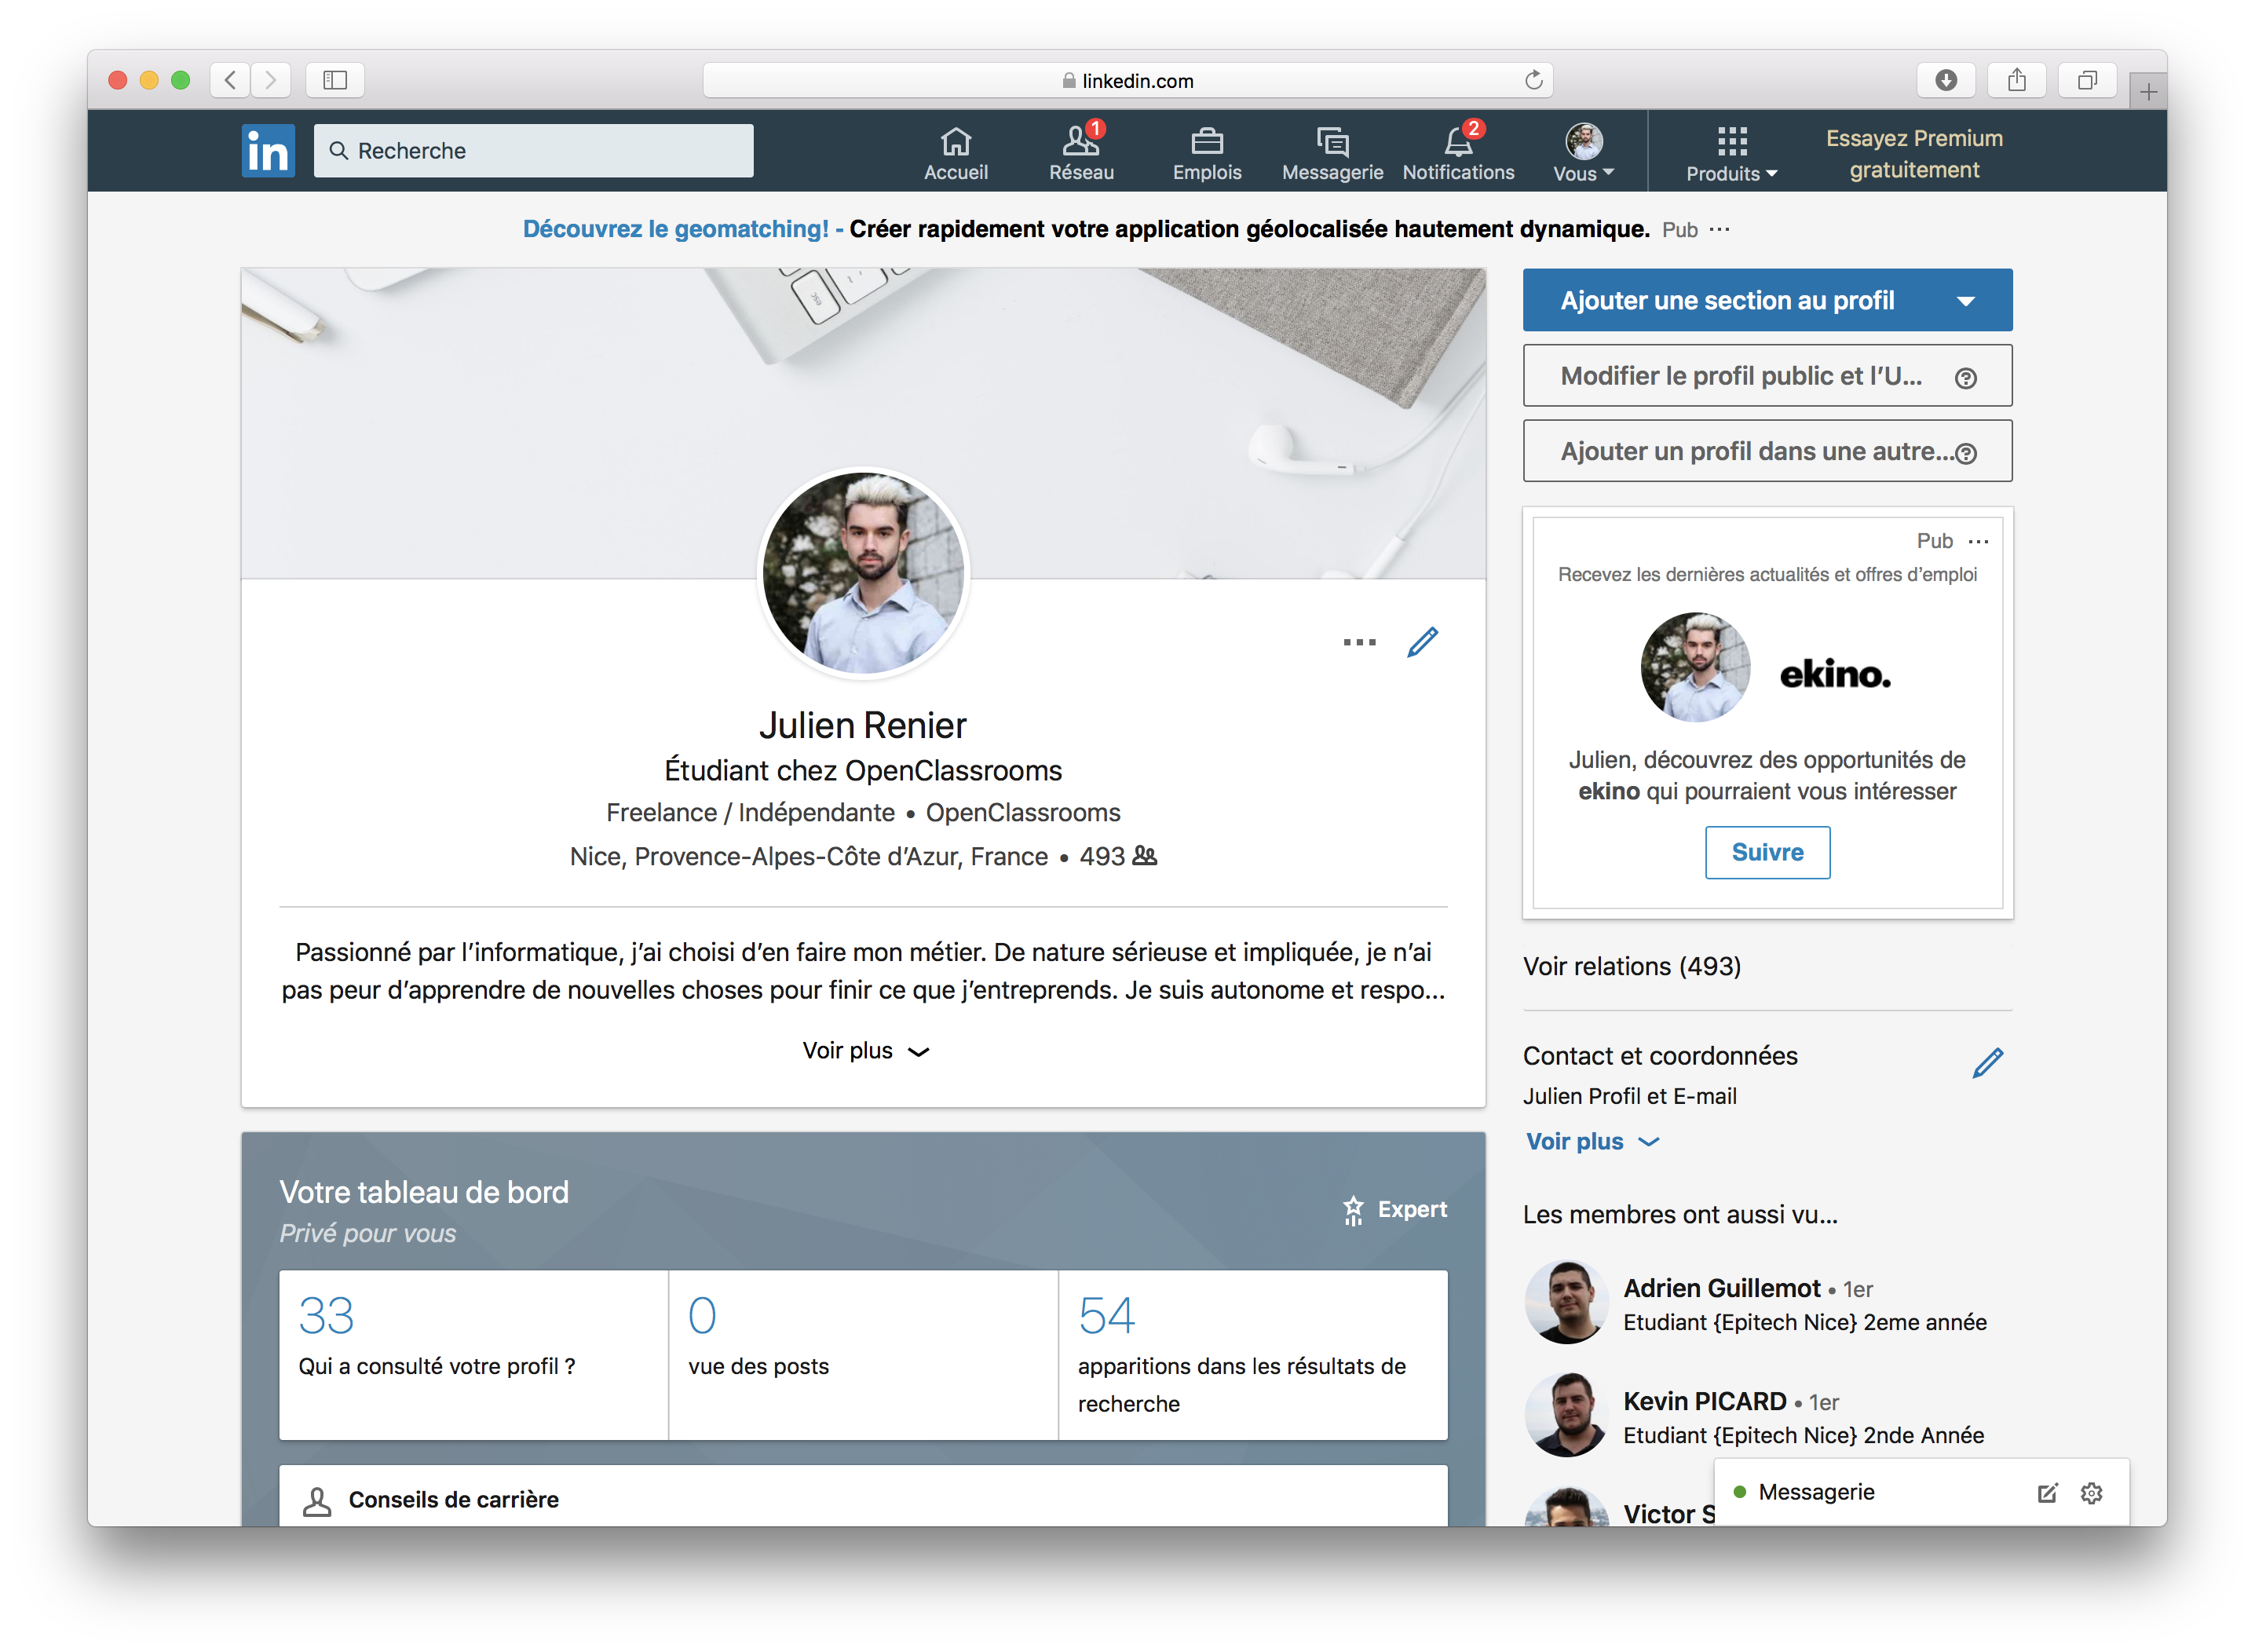 linkedin.com
in
Recherche
Accueil
1
Réseau
Emplois
Messagerie
2
Notifications
Vous
Produits
Essayez Premium
gratuitement
Découvrez le geomatching! - Créer rapidement votre application géolocalisée hautement dynamique. Pub ···
esc
Julien Renier
Étudiant chez OpenClassrooms
Freelance / Indépendante • OpenClassrooms
Nice, Provence-Alpes-Côte d’Azur, France • 493
Passionné par l’informatique, j’ai choisi d’en faire mon métier. De nature sérieuse et impliquée, je n’ai
pas peur d’apprendre de nouvelles choses pour finir ce que j’entreprends. Je suis autonome et respo...
Voir plus
Votre tableau de bord
Privé pour vous
Expert
33
Qui a consulté votre profil ?
0
vue des posts
54
apparitions dans les résultats de
recherche
Conseils de carrière
Ajouter une section au profil
Modifier le profil public et l’U...
Ajouter un profil dans une autre...
Pub ···
Recevez les dernières actualités et offres d’emploi
ekino.
Julien, découvrez des opportunités de
ekino qui pourraient vous intéresser
Suivre
Voir relations (493)
Contact et coordonnées
Julien Profil et E-mail
Voir plus
Les membres ont aussi vu...
Adrien Guillemot • 1er
Etudiant {Epitech Nice} 2eme année
Kevin PICARD • 1er
Etudiant {Epitech Nice} 2nde Année
Victor S
Messagerie